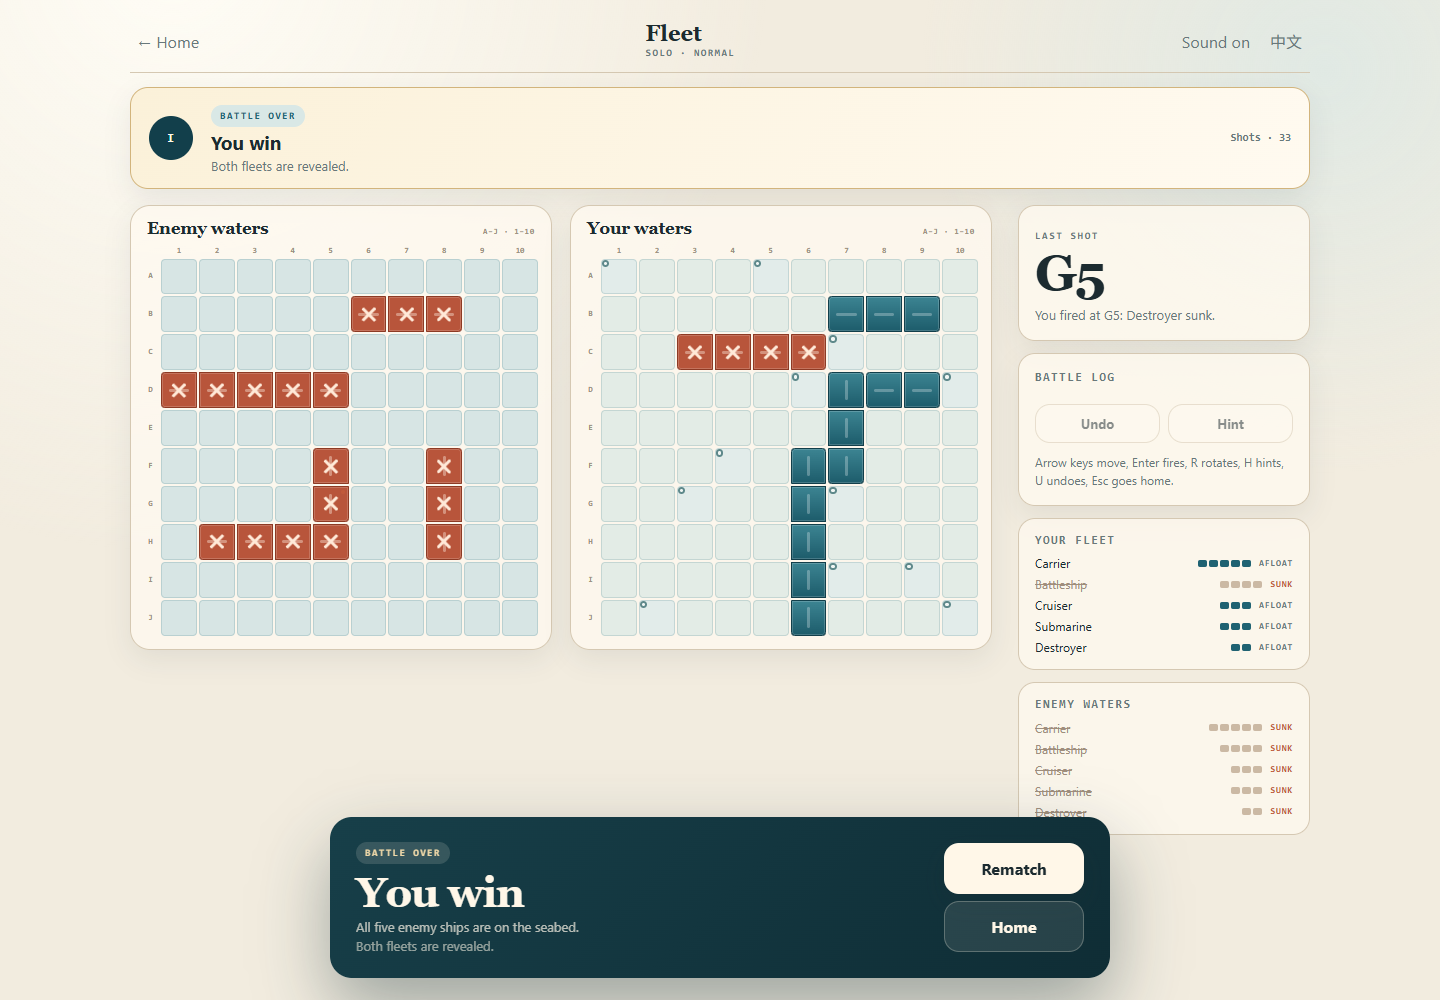 ← Home
Fleet
SOLO · NORMAL
Sound on
中文
I
BATTLE OVER
You win
Both fleets are revealed.
Shots · 33
Enemy waters
A-J · 1-10
1 2 3 4 5 6 7 8 9 10
A
B
C
D
E
F
G
H
I
J
Your waters
A-J · 1-10
1 2 3 4 5 6 7 8 9 10
A
B
C
D
E
F
G
H
I
J
LAST SHOT
G5
You fired at G5: Destroyer sunk.
BATTLE LOG
Undo
Hint
Arrow keys move, Enter fires, R rotates, H hints,
U undoes, Esc goes home.
YOUR FLEET
Carrier AFLOAT
Battleship SUNK
Cruiser AFLOAT
Submarine AFLOAT
Destroyer AFLOAT
ENEMY WATERS
Carrier SUNK
Battleship SUNK
Cruiser SUNK
Submarine SUNK
Destroyer SUNK
BATTLE OVER
You win
All five enemy ships are on the seabed.
Both fleets are revealed.
Rematch
Home